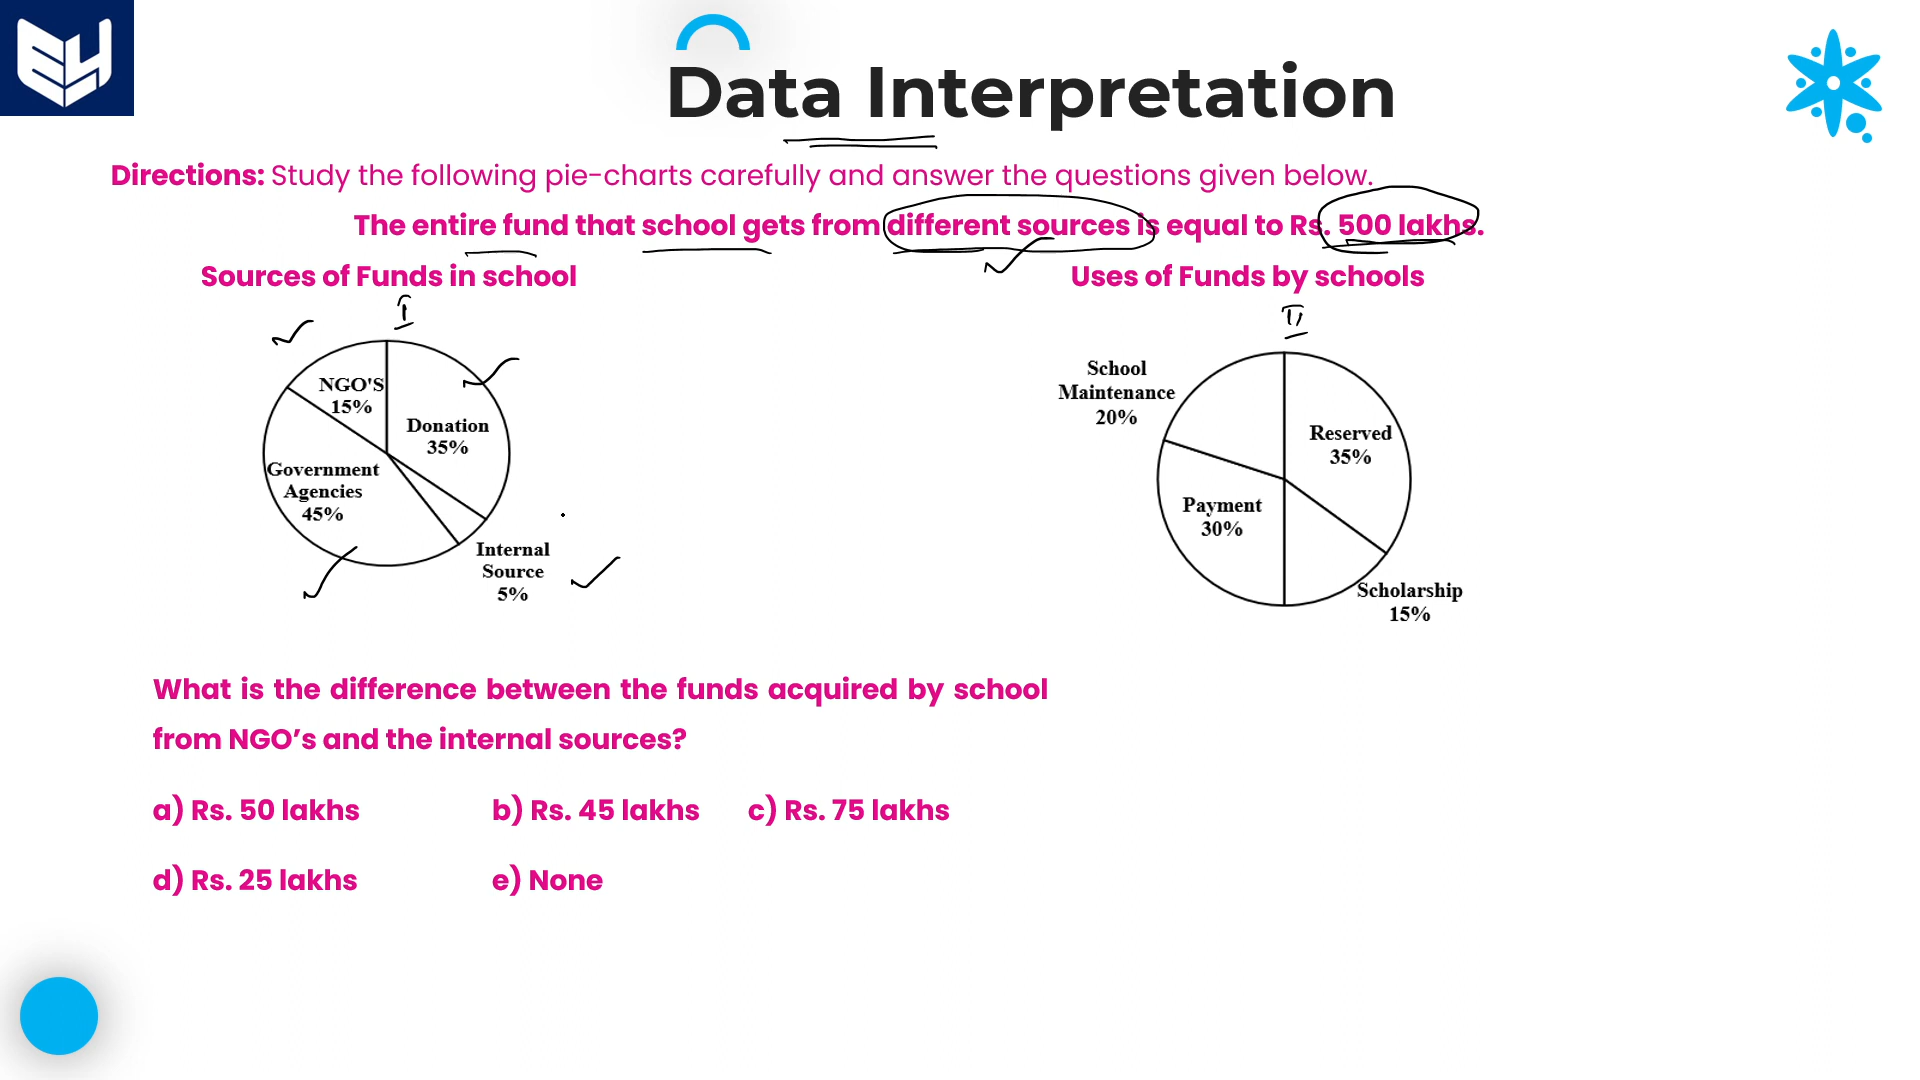 Data Interpretation
Directions: Study the following pie-charts carefully and answer the questions given below.
The entire fund that school gets from different sources is equal to Rs. 500 lakhs.
Sources of Funds in school
Uses of Funds by schools
I
II
NGO'S
15%
Donation
35%
Government
Agencies
45%
Internal
Source
5%
School
Maintenance
20%
Reserved
35%
Payment
30%
Scholarship
15%
What is the difference between the funds acquired by school
from NGO’s and the internal sources?
a) Rs. 50 lakhs b) Rs. 45 lakhs c) Rs. 75 lakhs
d) Rs. 25 lakhs e) None